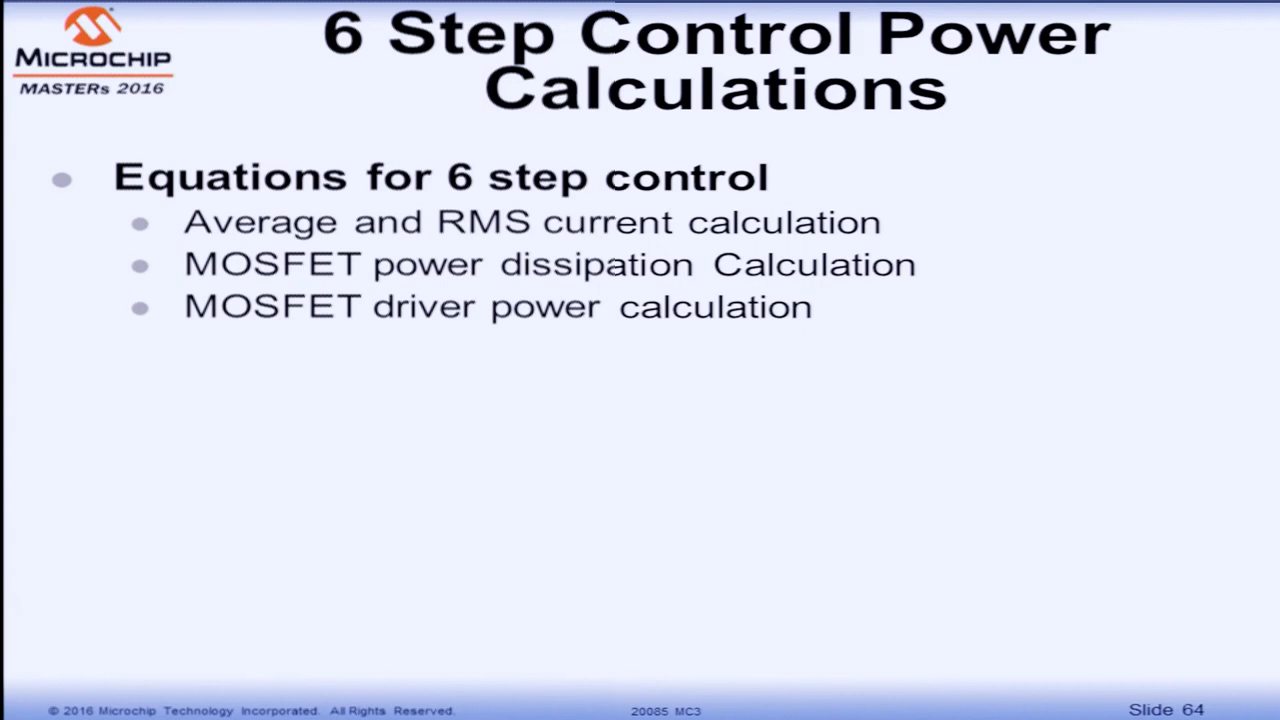 MICROCHIP
MASTERs 2016
6 Step Control Power
Calculations
Equations for 6 step control
Average and RMS current calculation
MOSFET power dissipation Calculation
MOSFET driver power calculation
© 2016 Microchip Technology Incorporated. All Rights Reserved.
20085 MC3
Slide 64